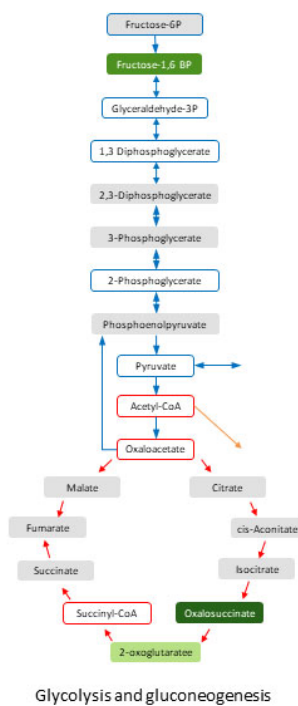 Fructose-6P
Fructose-1,6 BP
Glyceraldehyde-3P
1,3 Diphosphoglycerate
2,3-Diphosphoglycerate
3-Phosphoglycerate
2-Phosphoglycerate
Phosphoenolpyruvate
Pyruvate
Acetyl-CoA
Oxaloacetate
Malate
Citrate
Fumarate
cis-Aconitate
Succinate
Isocitrate
Succinyl-CoA
Oxalosuccinate
2-oxoglutaratee
Glycolysis and gluconeogenesis